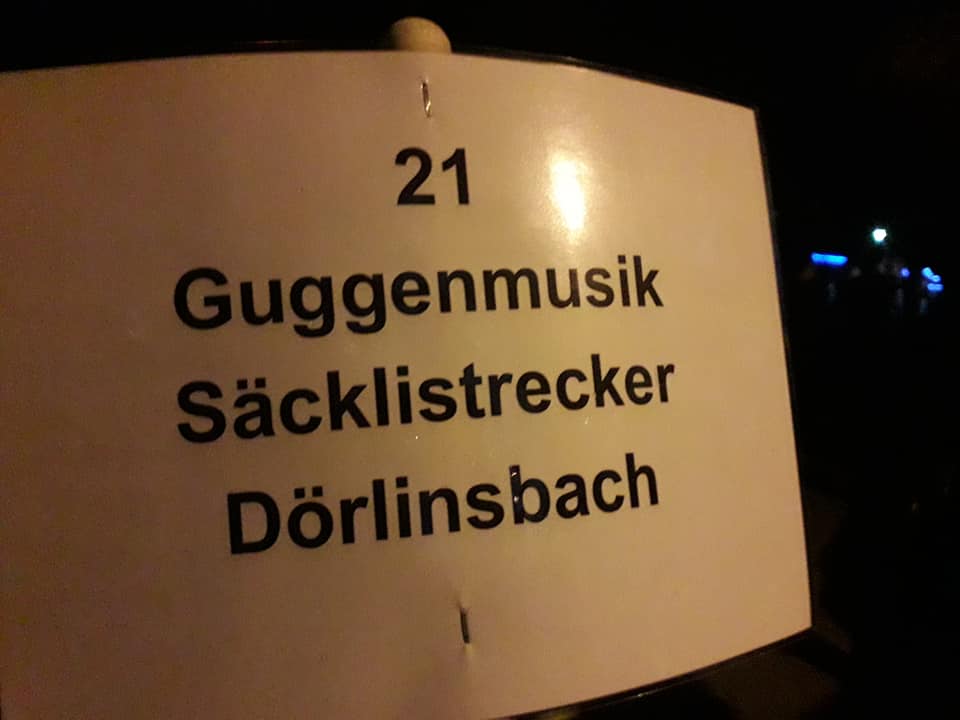 21
Guggenmusik
Säcklistrecker
Dörlinsbach